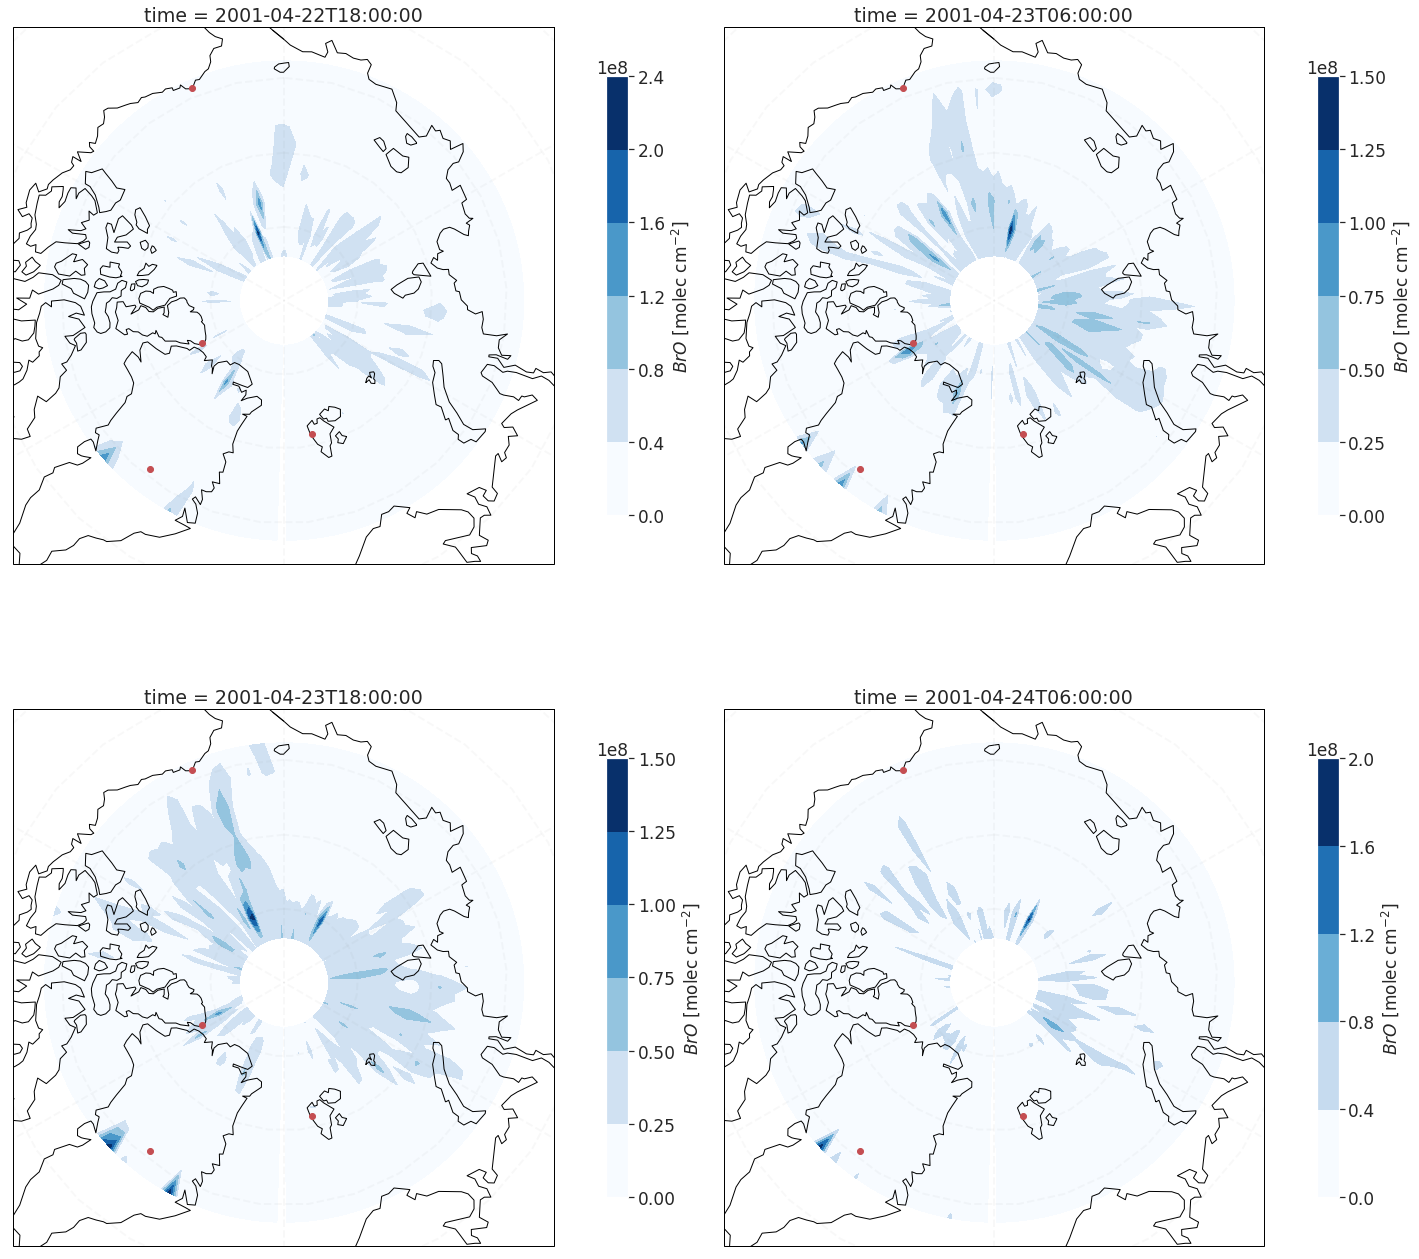 time = 2001-04-22T18:00:00
1e8
2.4
2.0
1.6
1.2
0.8
0.4
0.0
BrO [molec cm⁻²]
time = 2001-04-23T06:00:00
1e8
1.50
1.25
1.00
0.75
0.50
0.25
0.00
BrO [molec cm⁻²]
time = 2001-04-23T18:00:00
1e8
1.50
1.25
1.00
0.75
0.50
0.25
0.00
BrO [molec cm⁻²]
time = 2001-04-24T06:00:00
1e8
2.0
1.6
1.2
0.8
0.4
0.0
BrO [molec cm⁻²]